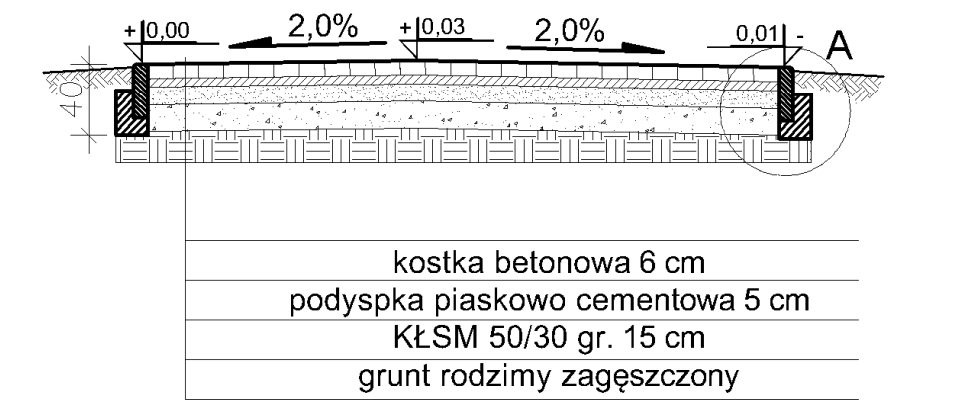 + 0,00 2,0% + 0,03 2,0% 0,01 - A
40
kostka betonowa 6 cm
podyspka piaskowo cementowa 5 cm
KŁSM 50/30 gr. 15 cm
grunt rodzimy zagęszczony